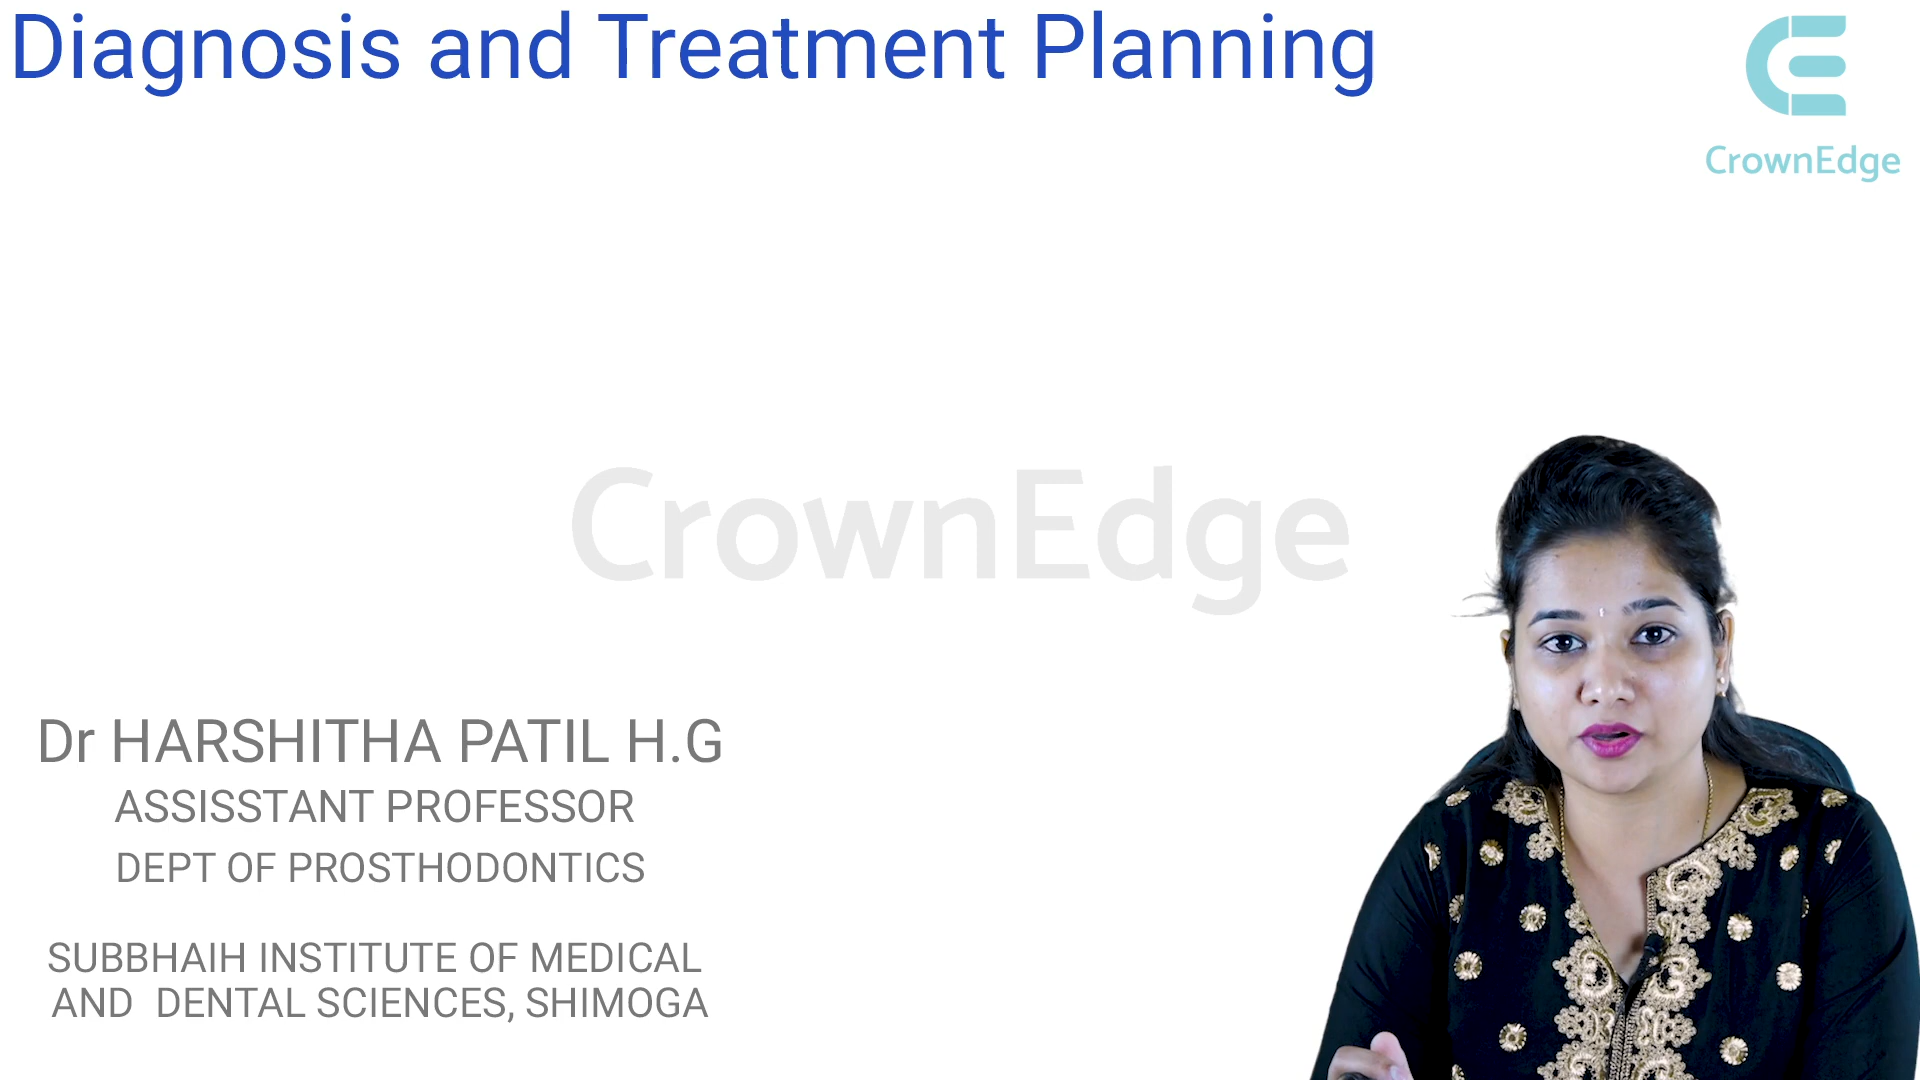 Diagnosis and Treatment Planning
CrownEdge
CrownEdge
Dr HARSHITHA PATIL H.G
ASSISSTANT PROFESSOR
DEPT OF PROSTHODONTICS
SUBBHAIH INSTITUTE OF MEDICAL
AND DENTAL SCIENCES, SHIMOGA